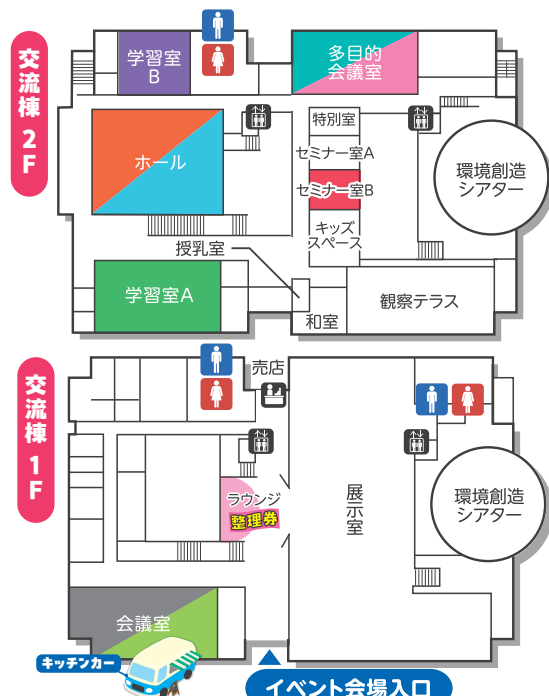 交流棟 2F
学習室
B
多目的
会議室
特別室
ホール
セミナー室A
セミナー室B
環境創造
シアター
キッズ
スペース
授乳室
学習室A
観察テラス
和室
交流棟 1F
売店
ラウンジ
整理券
展示室
環境創造
シアター
会議室
キッチンカー
イベント会場入口